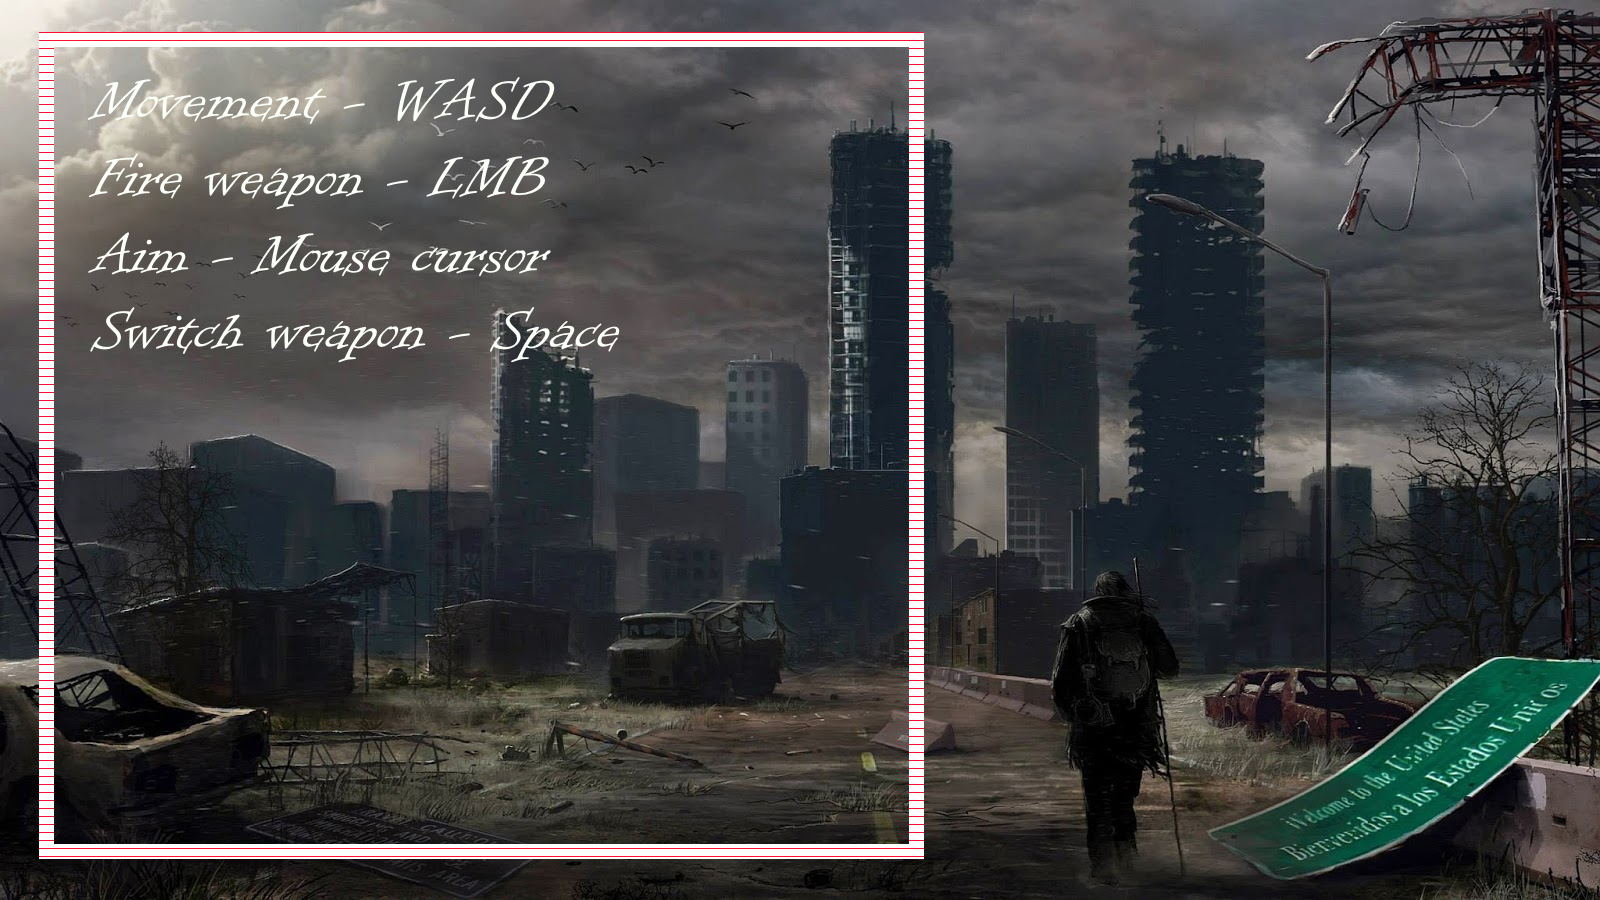 Movement - WASD
Fire weapon - LMB
Aim - Mouse cursor
Switch weapon - Space
Welcome to the United States
Bienvenidos a los Estados Unidos